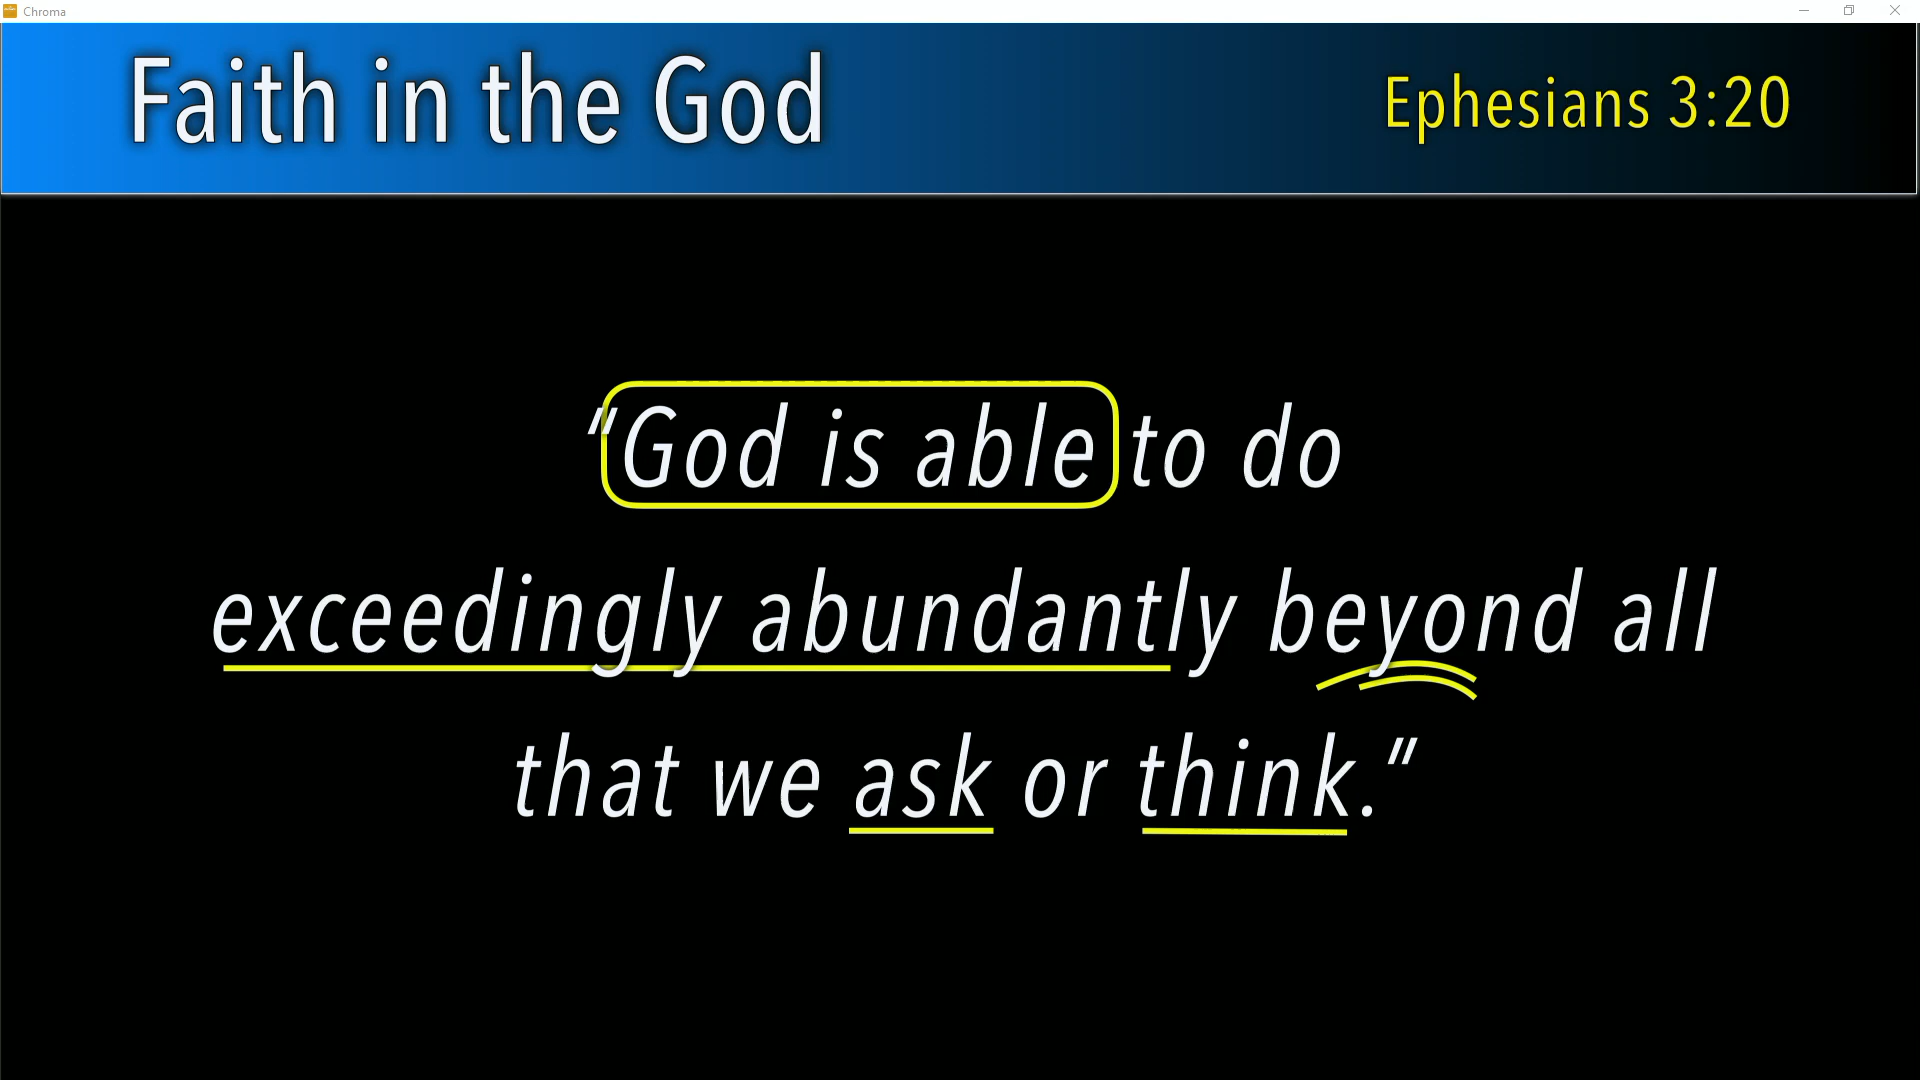 Chroma
Faith in the God
Ephesians 3:20
"God is able to do
exceedingly abundantly beyond all
that we ask or think."